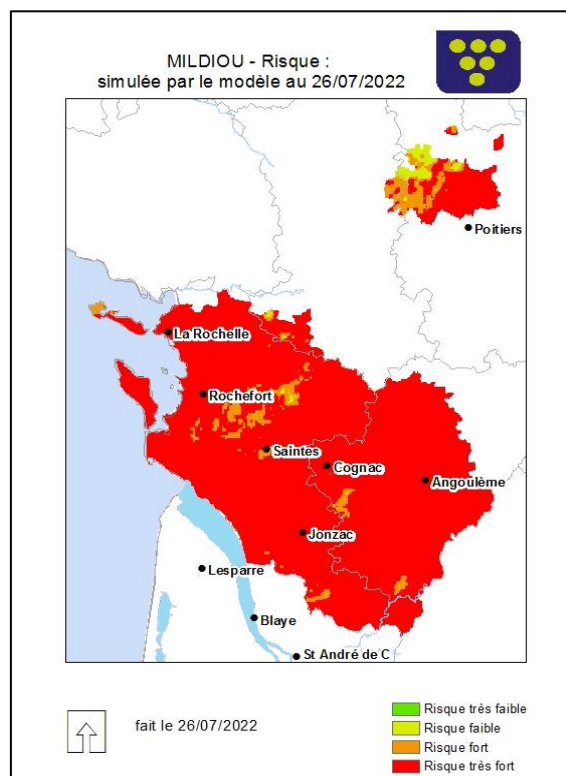 MILDIOU - Risque :
simulée par le modèle au 26/07/2022
Poitiers
La Rochelle
Rochefort
Saintes
Cognac
Angoulème
Jonzac
Lesparre
Blaye
St André de C
fait le 26/07/2022
Risque très faible
Risque faible
Risque fort
Risque très fort